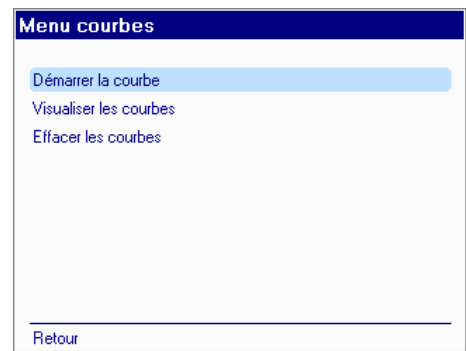 Menu courbes
Démarrer la courbe
Visualiser les courbes
Effacer les courbes
Retour